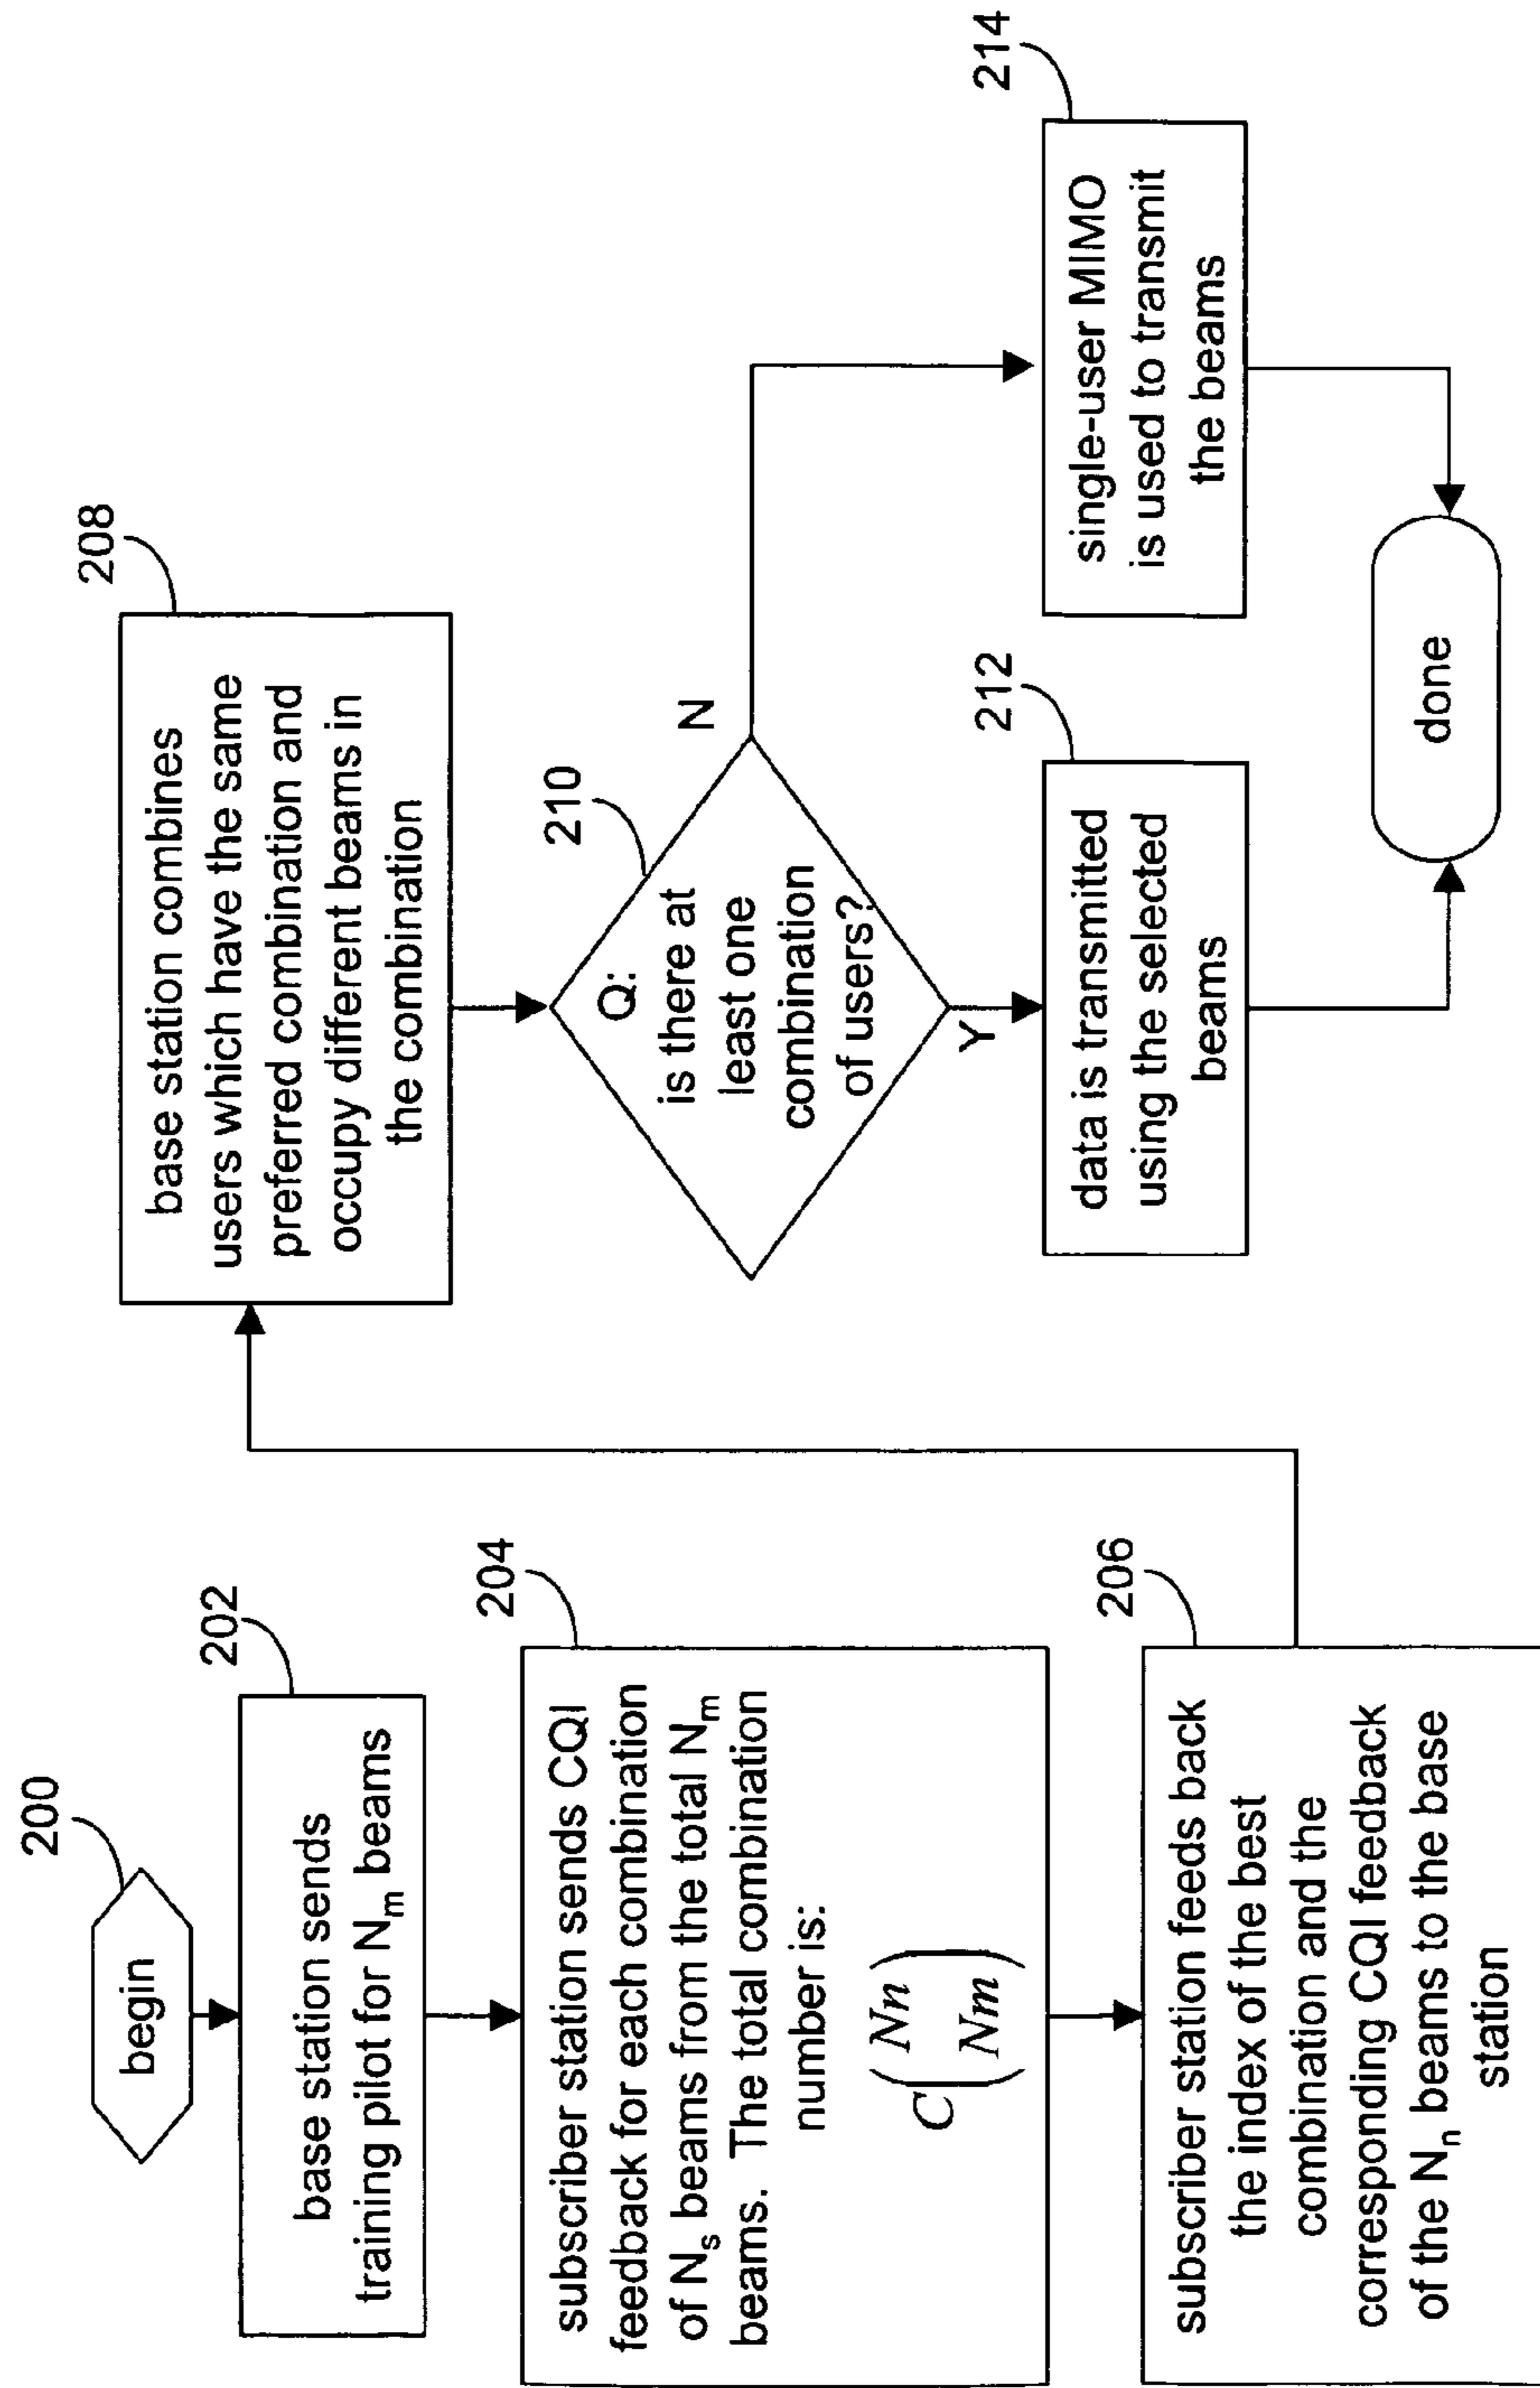 200
begin
202
base station sends
training pilot for Nm beams
204
subscriber station sends CQI
feedback for each combination
of Ns beams from the total Nm
beams. The total combination
number is:
C(Nn
Nm)
206
subscriber station feeds back
the index of the best
combination and the
corresponding CQI feedback
of the Nn beams to the base
station
208
base station combines
users which have the same
preferred combination and
occupy different beams in
the combination
210
Q:
is there at
least one
combination
of users?
N
Y
212
data is transmitted
using the selected
beams
214
single-user MIMO
is used to transmit
the beams
done